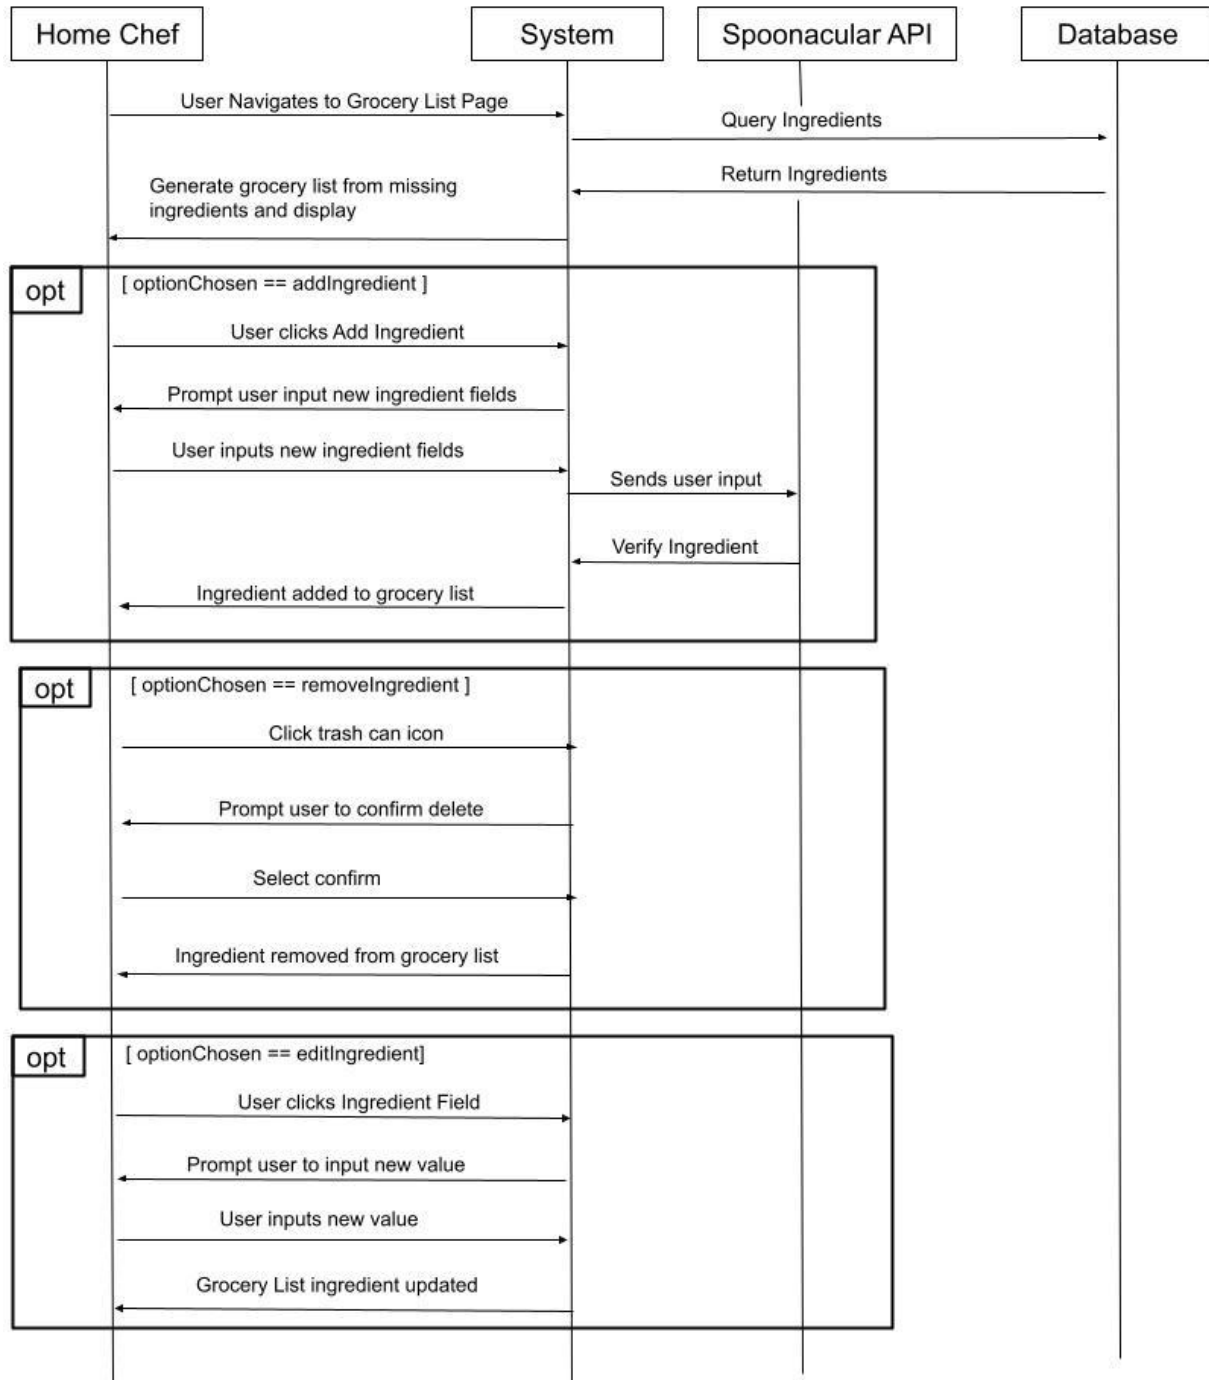 Home Chef
System
Spoonacular API
Database
User Navigates to Grocery List Page
Query Ingredients
Return Ingredients
Generate grocery list from missing
ingredients and display
opt
[ optionChosen == addIngredient ]
User clicks Add Ingredient
Prompt user input new ingredient fields
User inputs new ingredient fields
Sends user input
Verify Ingredient
Ingredient added to grocery list
opt
[ optionChosen == removeIngredient ]
Click trash can icon
Prompt user to confirm delete
Select confirm
Ingredient removed from grocery list
opt
[ optionChosen == editIngredient]
User clicks Ingredient Field
Prompt user to input new value
User inputs new value
Grocery List ingredient updated